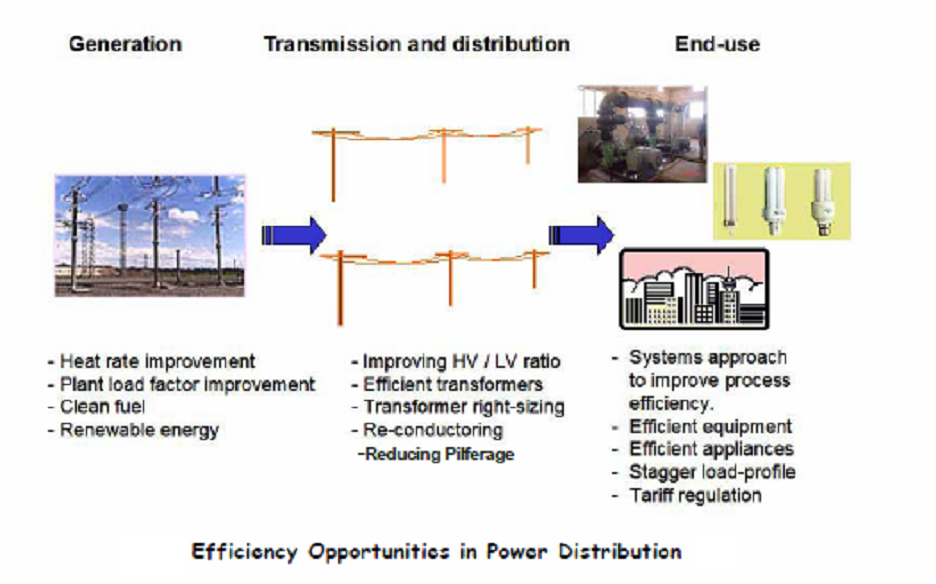 Generation
Transmission and distribution
End-use
- Heat rate improvement
- Plant load factor improvement
- Clean fuel
- Renewable energy
- Improving HV / LV ratio
- Efficient transformers
- Transformer right-sizing
- Re-conductoring
-Reducing Pilferage
- Systems approach
to improve process
efficiency.
- Efficient equipment
- Efficient appliances
- Stagger load-profile
- Tariff regulation
Efficiency Opportunities in Power Distribution